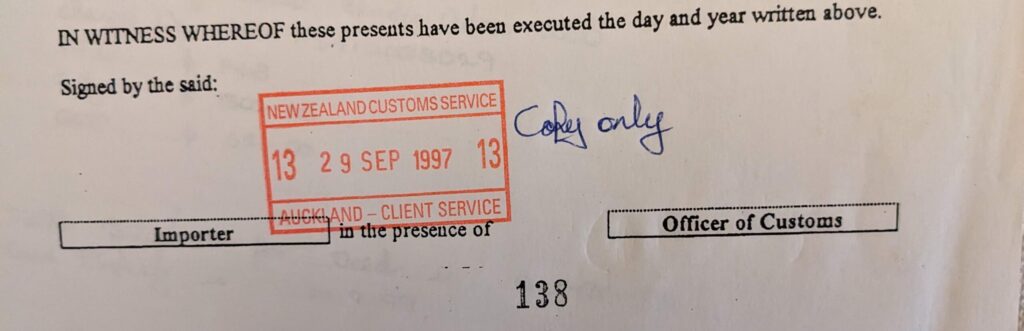 IN WITNESS WHEREOF these presents have been executed the day and year written above.
Signed by the said:
NEW ZEALAND CUSTOMS SERVICE
13 29 SEP 1997 13
AUCKLAND - CLIENT SERVICE
Copy only
Importer in the presence of Officer of Customs
138